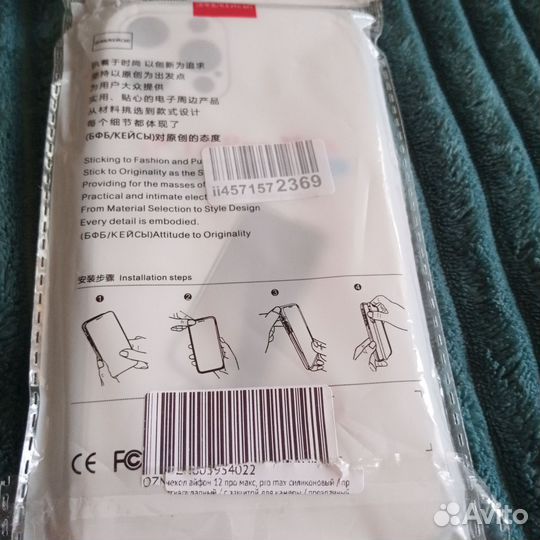 执着于时尚 以创新为追求
坚持以原创为出发点
为用户大众提供
实用、贴心的电子周边产品
从材料挑选到款式设计
每个细节都体现了
(БФБ/КЕЙСЫ)对原创的态度
Sticking to Fashion and Pu
Stick to Originality as the S
Providing for the masses of
Practical and intimate elect
From Material Selection to Style Design
Every detail is embodied.
(БФБ/КЕЙСЫ)Attitude to Originality
ii4571572369
安装步骤 Installation steps
1 2 3 4
CE FC
чехол айфон 12 про макс, pro max силиконовый / пр
Avito